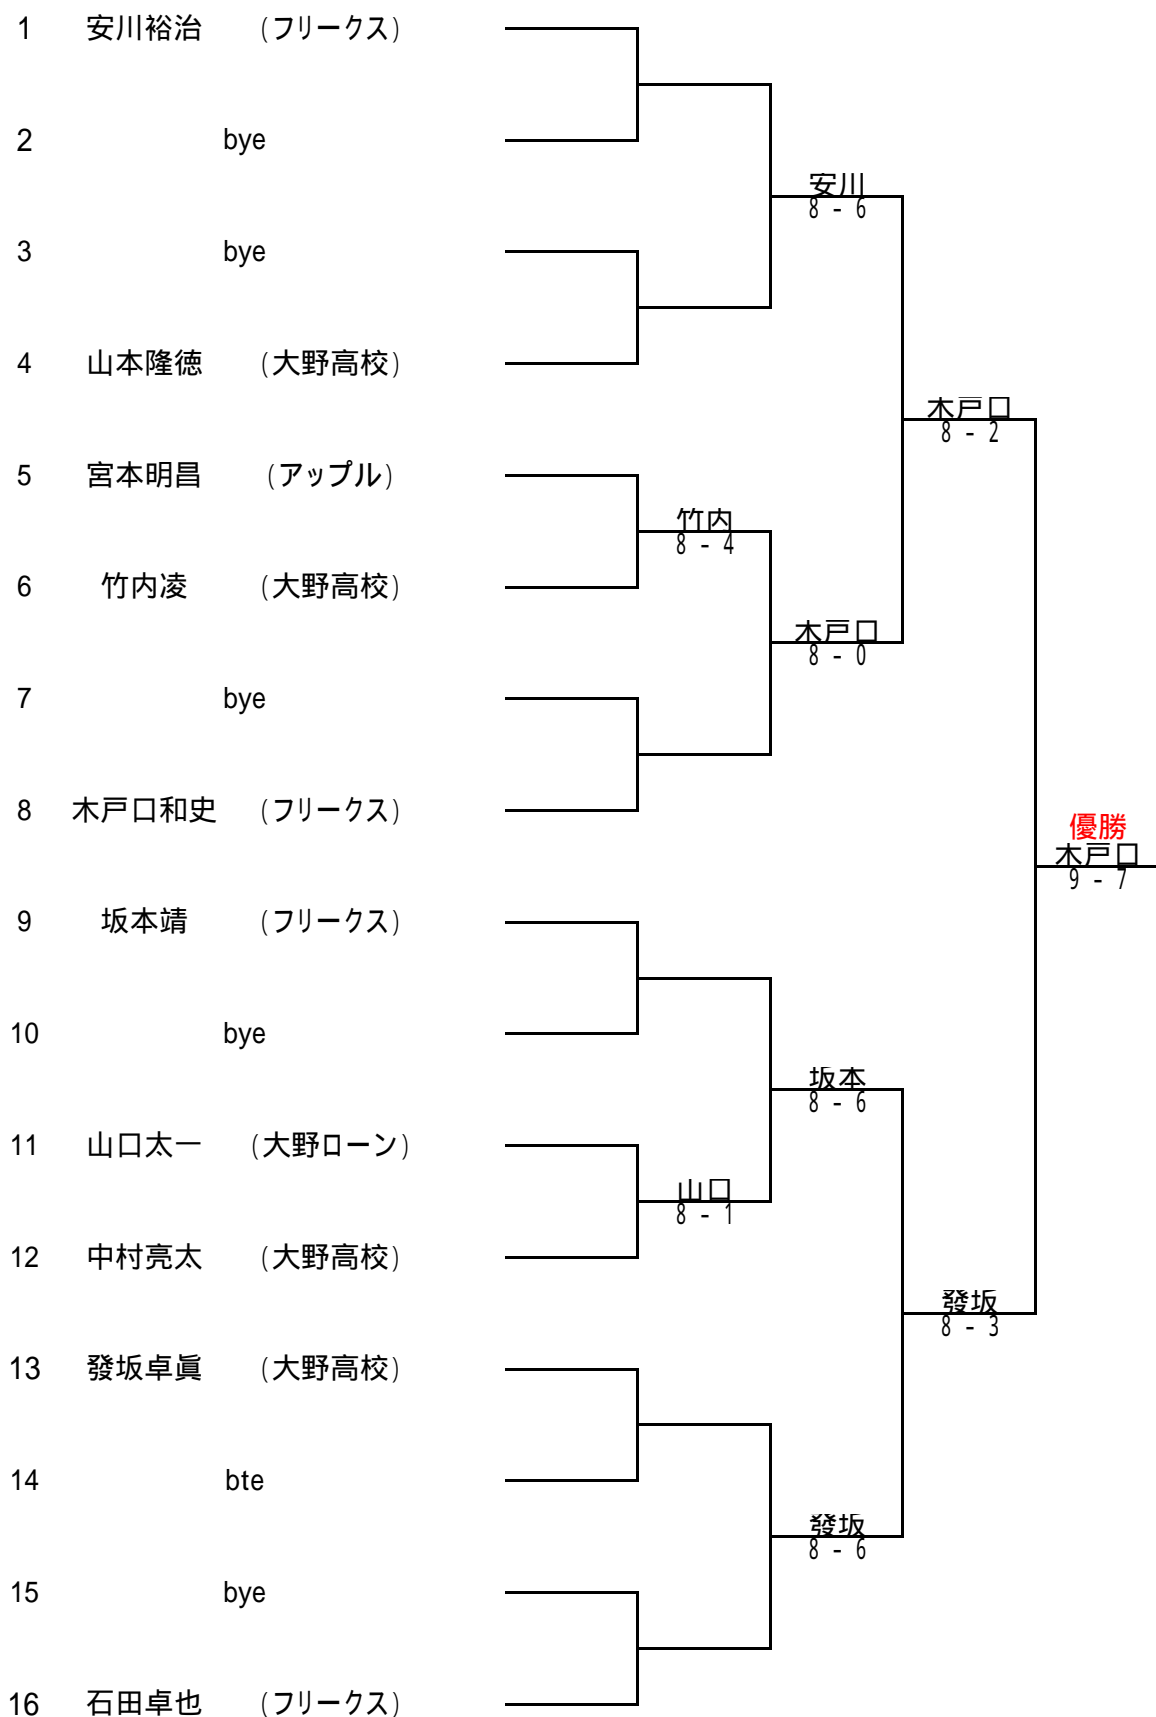 1 安川裕治 (フリークス)
2 bye
安川
8 - 6
3 bye
4 山本隆徳 (大野高校)
木戸口
8 - 2
5 宮本明昌 (アップル)
竹内
8 - 4
6 竹内凌 (大野高校)
木戸口
8 - 0
7 bye
8 木戸口和史 (フリークス)
優勝
木戸口
9 - 7
9 坂本靖 (フリークス)
10 bye
坂本
8 - 6
11 山口太一 (大野ローン)
山口
8 - 1
12 中村亮太 (大野高校)
發坂
8 - 3
13 發坂卓眞 (大野高校)
14 bte
發坂
8 - 6
15 bye
16 石田卓也 (フリークス)